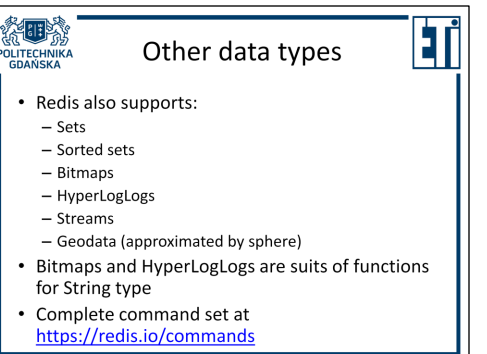 P G
POLITECHNIKA
GDAŃSKA
Other data types
• Redis also supports:
– Sets
– Sorted sets
– Bitmaps
– HyperLogLogs
– Streams
– Geodata (approximated by sphere)
• Bitmaps and HyperLogLogs are suits of functions
for String type
• Complete command set at
https://redis.io/commands